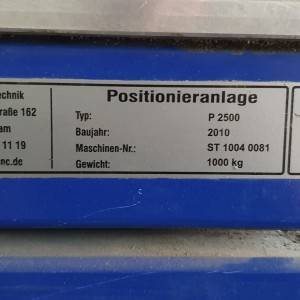 Positionieranlage
Typ: P 2500
Baujahr: 2010
Maschinen-Nr.: ST 1004 0081
Gewicht: 1000 kg
echnik
raße 162
am
11 19
nc.de